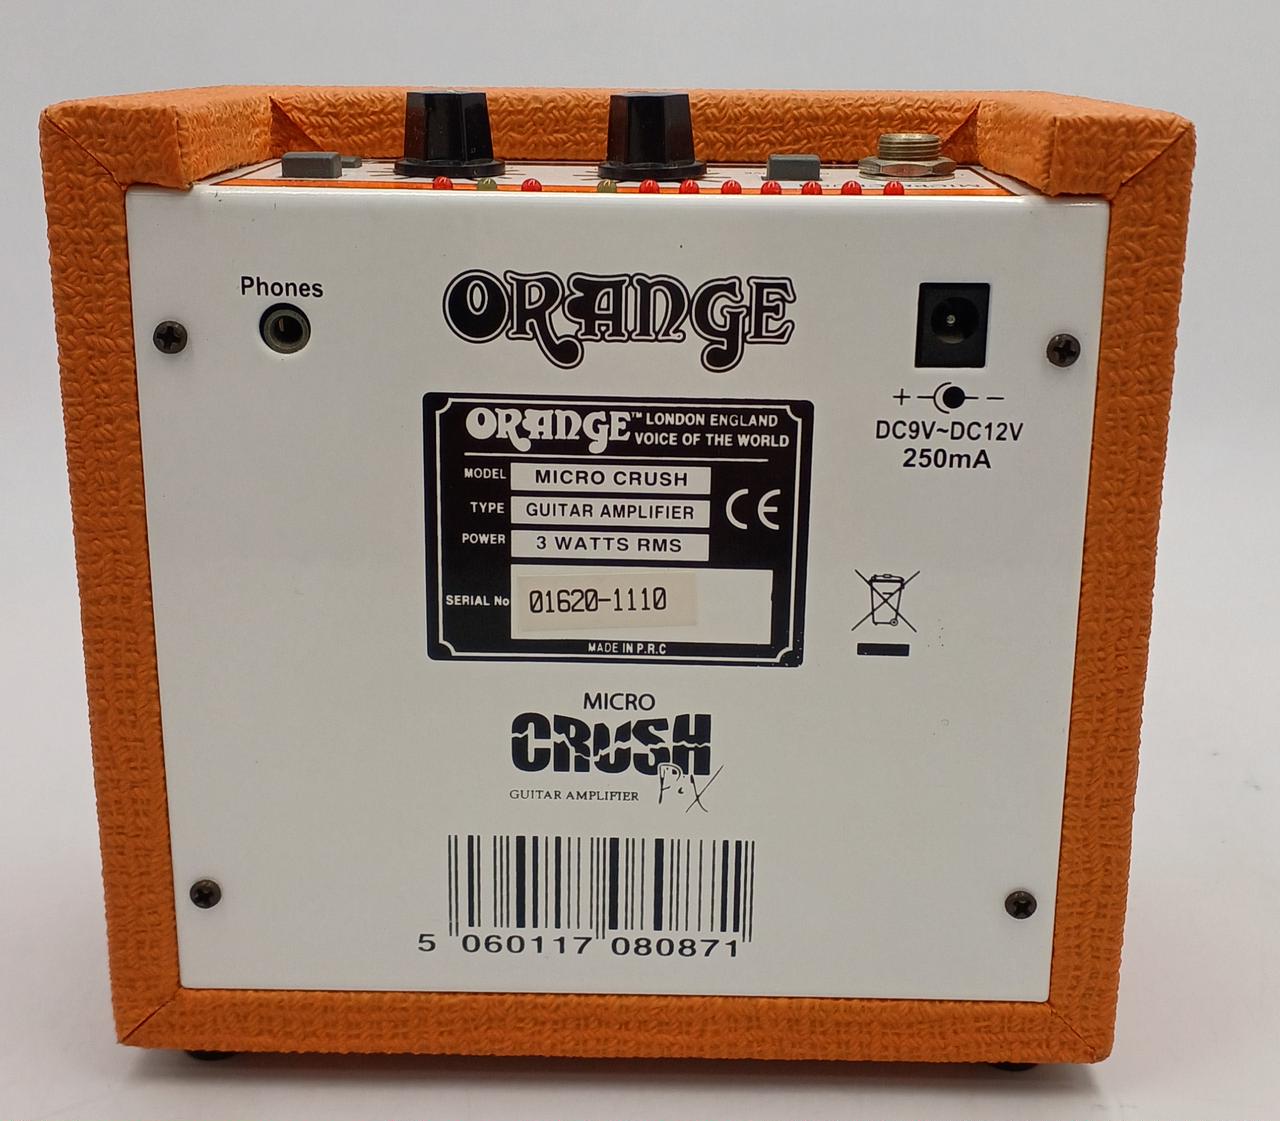 Phones
ORANGE
+ -
DC9V~DC12V
250mA
ORANGE™ LONDON ENGLAND
VOICE OF THE WORLD
MODEL MICRO CRUSH
TYPE GUITAR AMPLIFIER
CE
POWER 3 WATTS RMS
SERIAL No 01620-1110
MADE IN P.R.C
MICRO
CRUSH
PiX
GUITAR AMPLIFIER
5 060117 080871